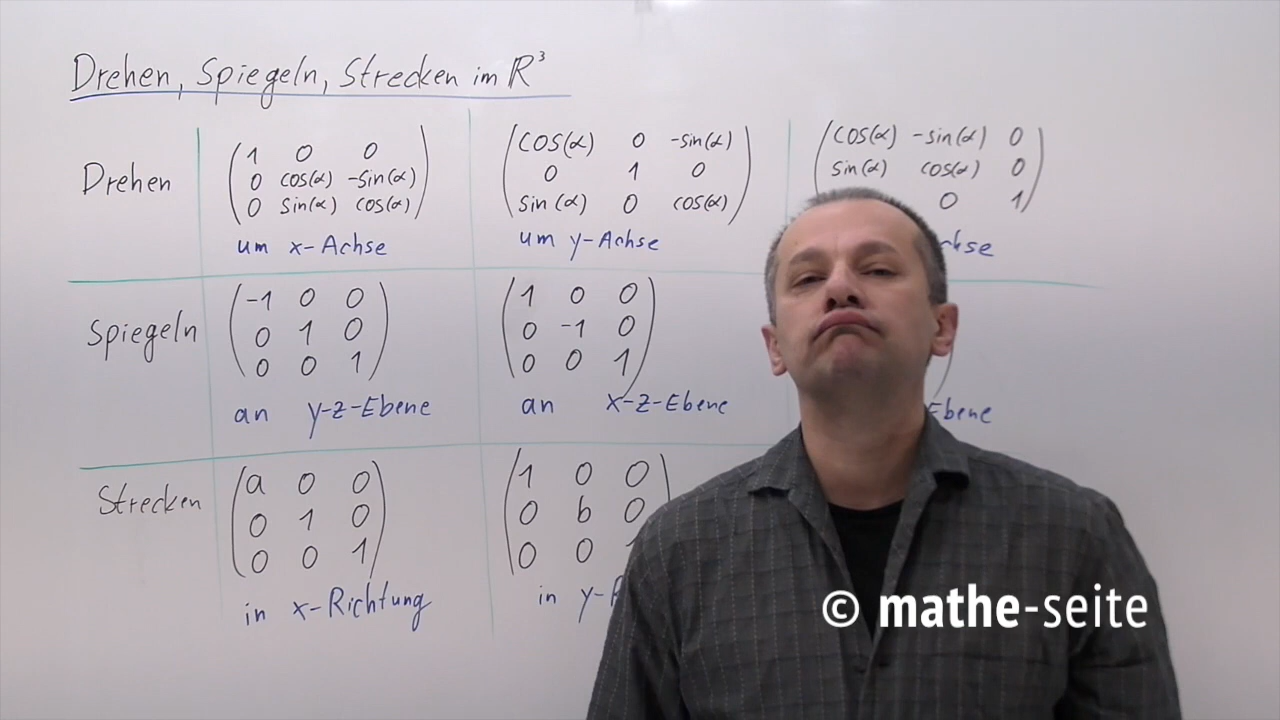 Drehen, Spiegeln, Strecken im R³
Drehen
1 0 0
0 cos(α) -sin(α)
0 sin(α) cos(α)
um x-Achse
cos(α) 0 -sin(α)
0 1 0
sin(α) 0 cos(α)
um y-Achse
cos(α) -sin(α) 0
sin(α) cos(α) 0
0 1
Spiegeln
-1 0 0
0 1 0
0 0 1
an y-z-Ebene
1 0 0
0 -1 0
0 0 1
an x-z-Ebene
Ebene
Strecken
a 0 0
0 1 0
0 0 1
in x-Richtung
1 0 0
0 b 0
0 0
in y-
© mathe-seite